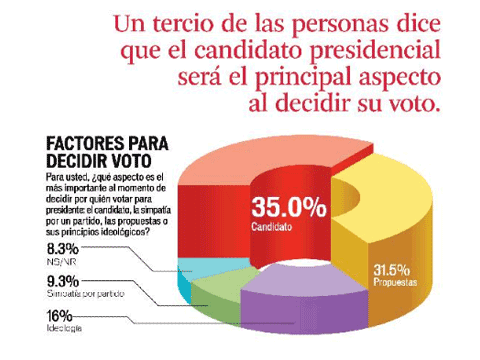 Un tercio de las personas dice
que el candidato presidencial
será el principal aspecto
al decidir su voto.
FACTORES PARA
DECIDIR VOTO
Para usted, ¿qué aspecto es el
más importante al momento de
decidir por quién votar para
presidente: el candidato, la simpatía
por un partido, las propuestas o
sus principios ideológicos?
8.3%
NS/NR
9.3%
Simpatía por partido
16%
Ideología
35.0%
Candidato
31.5%
Propuestas